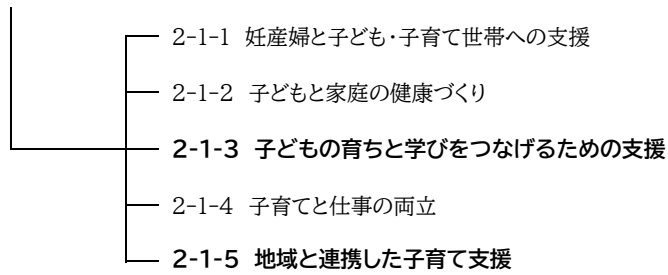 2-1-1 妊産婦と子ども・子育て世帯への支援
2-1-2 子どもと家庭の健康づくり
2-1-3 子どもの育ちと学びをつなげるための支援
2-1-4 子育てと仕事の両立
2-1-5 地域と連携した子育て支援